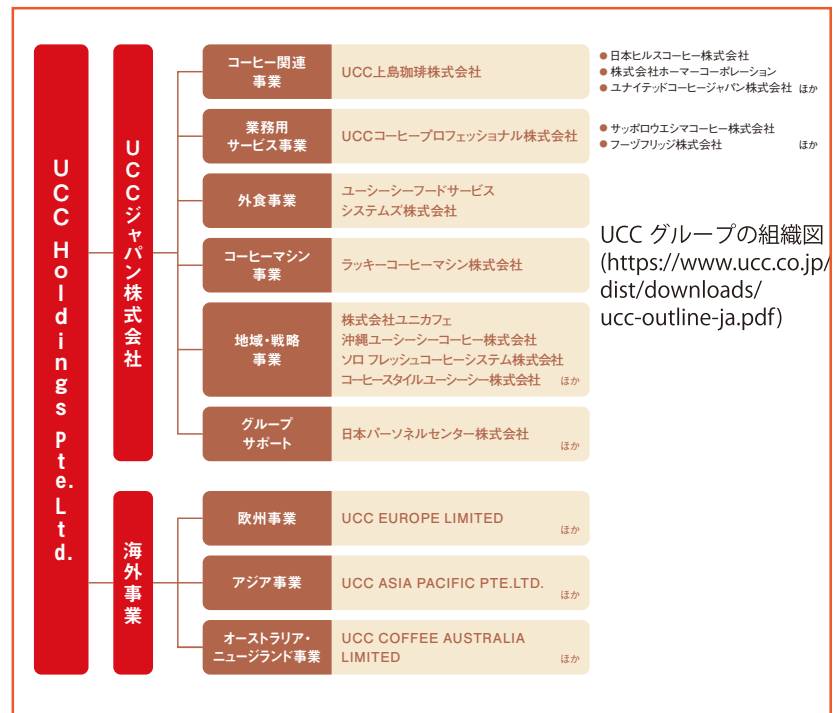 UCC Holdings Pte.Ltd.
UCCジャパン株式会社
コーヒー関連
事業
UCC上島珈琲株式会社
●日本ヒルスコーヒー株式会社
●株式会社ホーマーコーポレーション
●ユナイテッドコーヒージャパン株式会社 ほか
業務用
サービス事業
UCCコーヒープロフェッショナル株式会社
●サッポロウエシマコーヒー株式会社
●フーヅフリッジ株式会社 ほか
外食事業
ユーシーシーフードサービス
システムズ株式会社
コーヒーマシン
事業
ラッキーコーヒーマシン株式会社
地域・戦略
事業
株式会社ユニカフェ
沖縄ユーシーシーコーヒー株式会社
ソロ フレッシュコーヒーシステム株式会社
コーヒースタイルユーシーシー株式会社 ほか
グループ
サポート
日本パーソネルセンター株式会社
ほか
UCC グループの組織図
(https://www.ucc.co.jp/
dist/downloads/
ucc-outline-ja.pdf)
海外事業
欧州事業
UCC EUROPE LIMITED
ほか
アジア事業
UCC ASIA PACIFIC PTE.LTD.
ほか
オーストラリア・
ニュージランド事業
UCC COFFEE AUSTRALIA
LIMITED
ほか